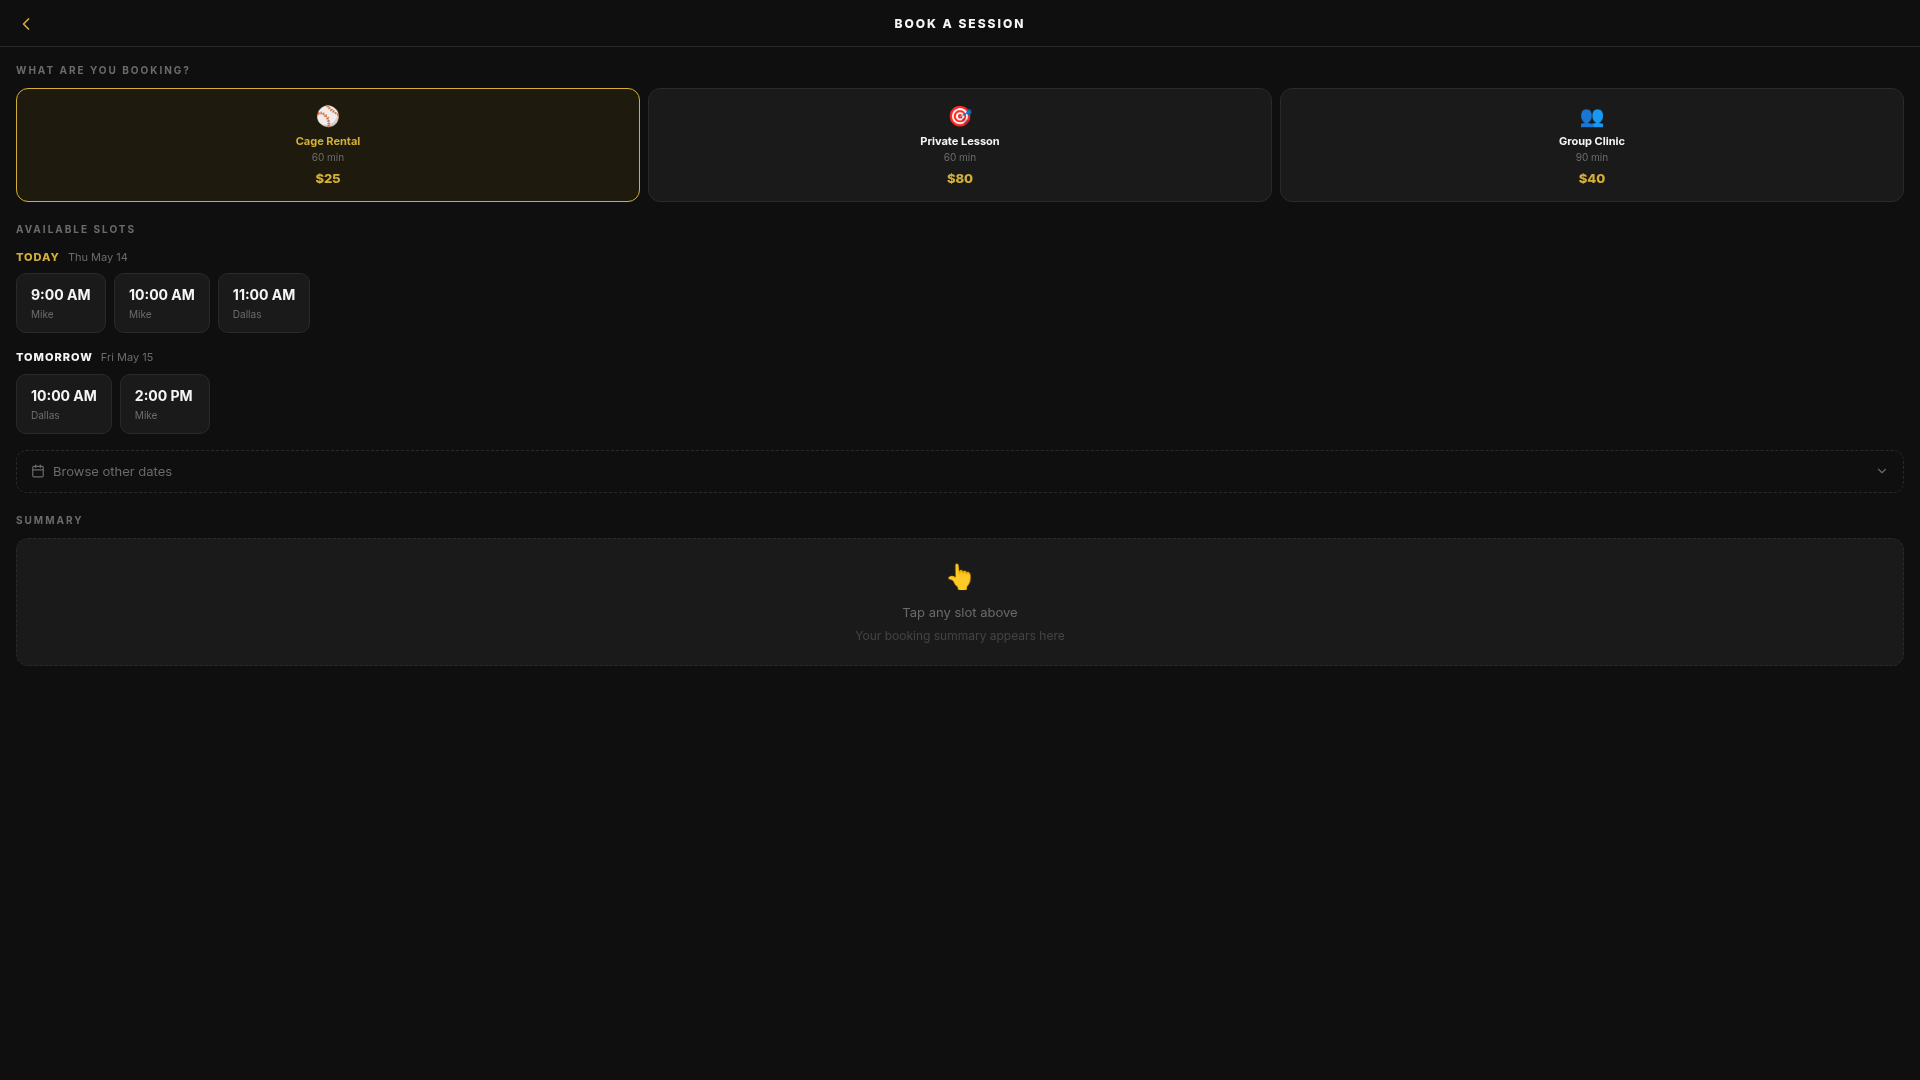 BOOK A SESSION
WHAT ARE YOU BOOKING?
Cage Rental
60 min
$25
Private Lesson
60 min
$80
Group Clinic
90 min
$40
AVAILABLE SLOTS
TODAY Thu May 14
9:00 AM
Mike
10:00 AM
Mike
11:00 AM
Dallas
TOMORROW Fri May 15
10:00 AM
Dallas
2:00 PM
Mike
Browse other dates
SUMMARY
Tap any slot above
Your booking summary appears here